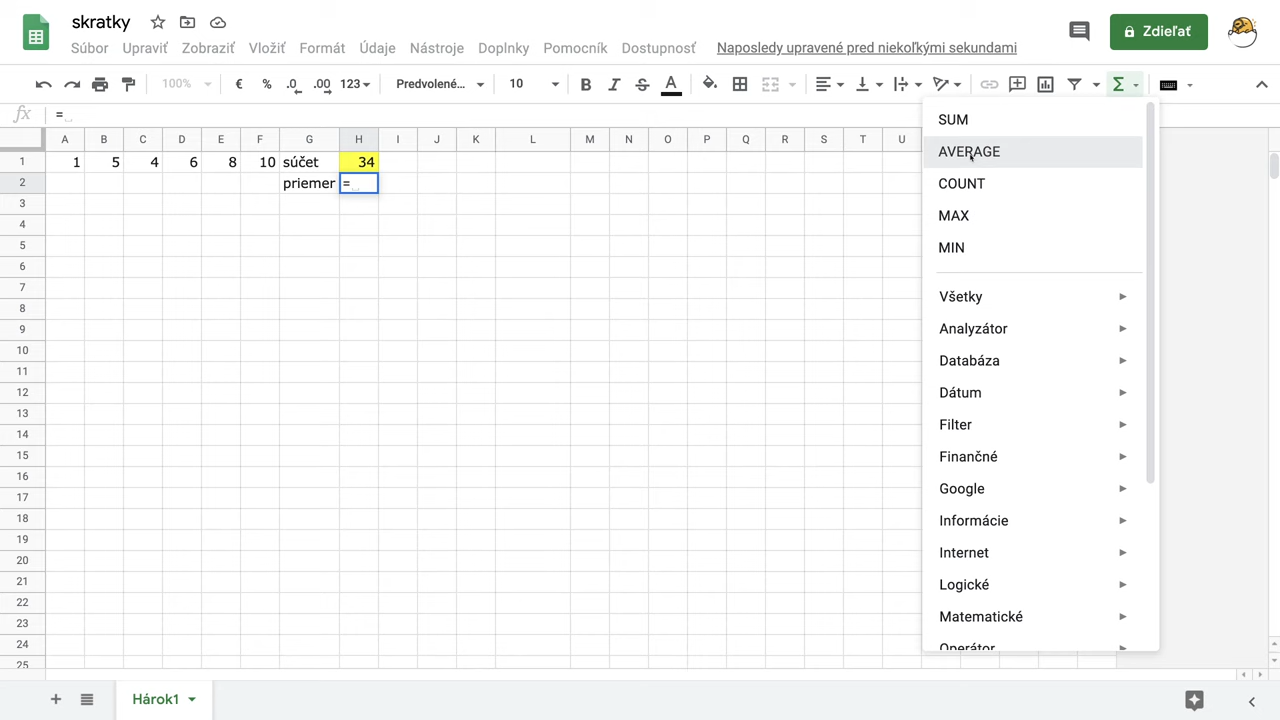 skratky
Súbor Upraviť Zobraziť Vložiť Formát Údaje Nástroje Doplnky Pomocník Dostupnosť Naposledy upravené pred niekoľkými sekundami
Zdieľať
100% € % .0 .00 123 Predvolené... 10 B I S A Σ
fx =
A B C D E F G H I J K L M N O P Q R S T U
1 1 5 4 6 8 10 súčet 34
2 priemer =
3
4
5
6
7
8
9
10
11
12
13
14
15
16
17
18
19
20
21
22
23
24
25
SUM
AVERAGE
COUNT
MAX
MIN
Všetky
Analyzátor
Databáza
Dátum
Filter
Finančné
Google
Informácie
Internet
Logické
Matematické
Operátor
Hárok1